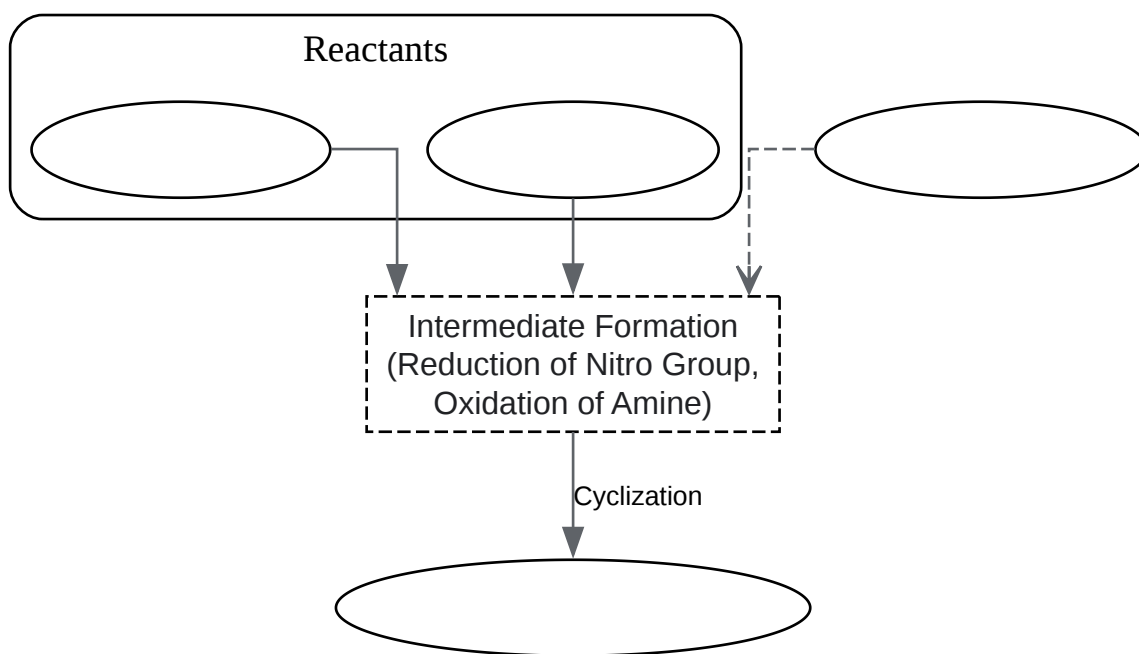 Reactants
Intermediate Formation
(Reduction of Nitro Group,
Oxidation of Amine)
Cyclization